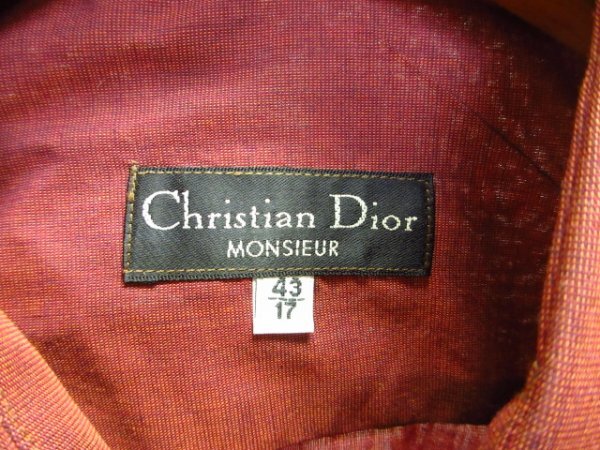 Christian Dior
MONSIEUR
43
17